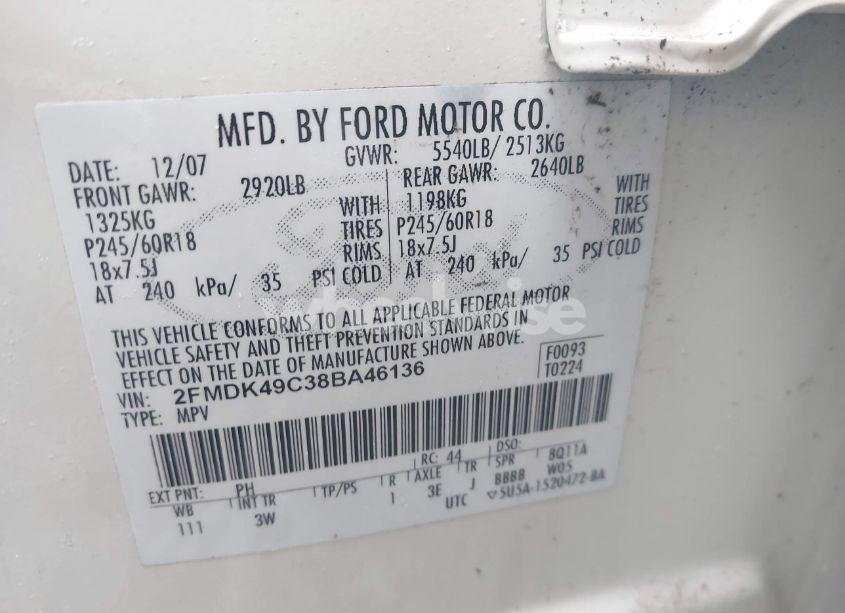 MFD. BY FORD MOTOR CO.
DATE: 12/07 GVWR: 5540LB/ 2513KG
FRONT GAWR: 2920LB REAR GAWR: 2640LB
1325KG WITH 1198KG WITH
P245/60R18 TIRES P245/60R18 TIRES
18x7.5J RIMS 18x7.5J RIMS
AT 240 kPa/ 35 PSI COLD AT 240 kPa/ 35 PSI COLD
THIS VEHICLE CONFORMS TO ALL APPLICABLE FEDERAL MOTOR
VEHICLE SAFETY AND THEFT PREVENTION STANDARDS IN
EFFECT ON THE DATE OF MANUFACTURE SHOWN ABOVE.
F0093
T0224
VIN: 2FMDK49C38BA46136
TYPE: MPV
RC: 44 DSO:
EXT PNT: PH
WB INT TR TP/PS R AXLE TR SPR 8Q11A
111 3W I 3E J BBBB W05
UTC 5U5A-1520472-BA